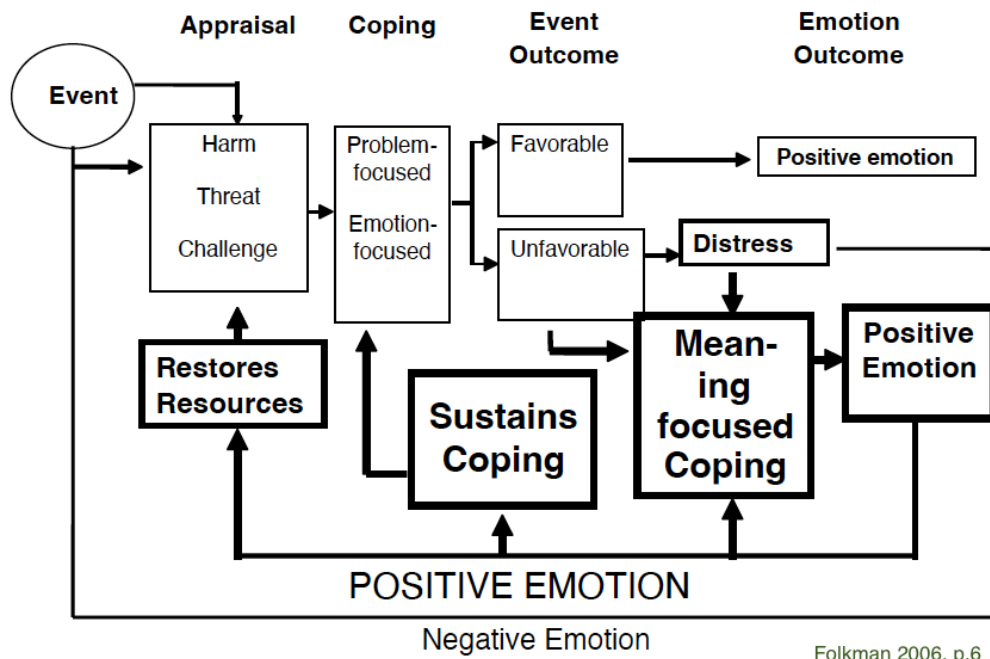 Appraisal
Coping
Event
Outcome
Emotion
Outcome
Event
Harm
Threat
Challenge
Problem-
focused
Emotion-
focused
Favorable
Positive emotion
Unfavorable
Distress
Restores
Resources
Sustains
Coping
Mean-
ing
focused
Coping
Positive
Emotion
POSITIVE EMOTION
Negative Emotion
Folkman 2006, p.6